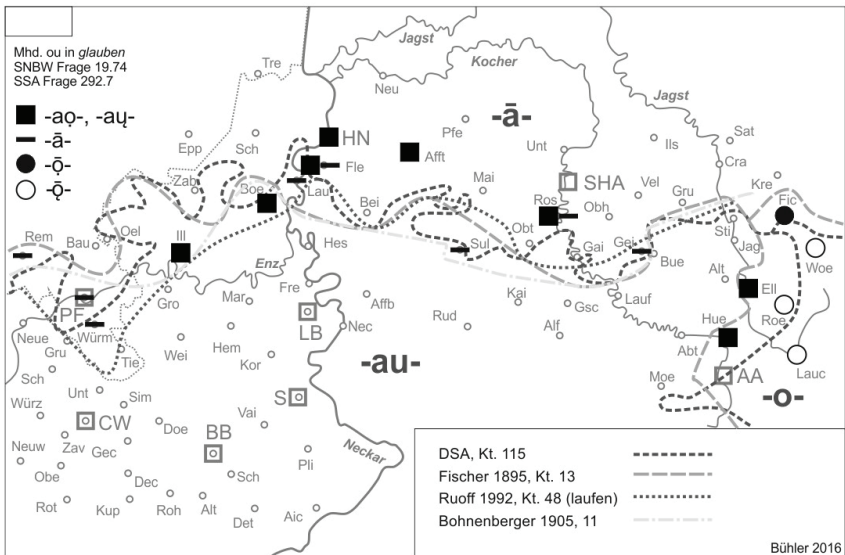 Mhd. ou in glauben
SNBW Frage 19.74
SSA Frage 292.7
-ao̜-, -au̜-
-ā-
-ō̜-
-ǭ-
Tre
Jagst
Kocher
Neu
Jagst
-ā-
Epp
Sch
HN
Pfe
Fle
Afft
Unt
Ils
Sat
Cra
Zab
Boe
Lau
Bei
Mai
SHA
Vel
Gru
Kre
Fic
Ros
Obh
Rem
Bau
Oel
Ill
Hes
Sul
Obt
Gai
Gei
Bue
Sti
Jag
Woe
Enz
PF
Gro
Mar
Fre
Affb
Kai
Gsc
Lauf
Alt
Ell
Roe
LB
Nec
Rud
Alf
Hue
Neue
Würm
Gru
Tie
Wei
Hem
Kor
-au-
Abt
Lauc
Sch
Unt
Sim
S
Moe
AA
-o-
Würz
CW
Doe
BB
Vai
Neuw
Zav
Gec
Neckar
Obe
Dec
Sch
Pli
Rot
Kup
Roh
Alt
Det
Aic
DSA, Kt. 115
Fischer 1895, Kt. 13
Ruoff 1992, Kt. 48 (laufen)
Bohnenberger 1905, 11
Bühler 2016